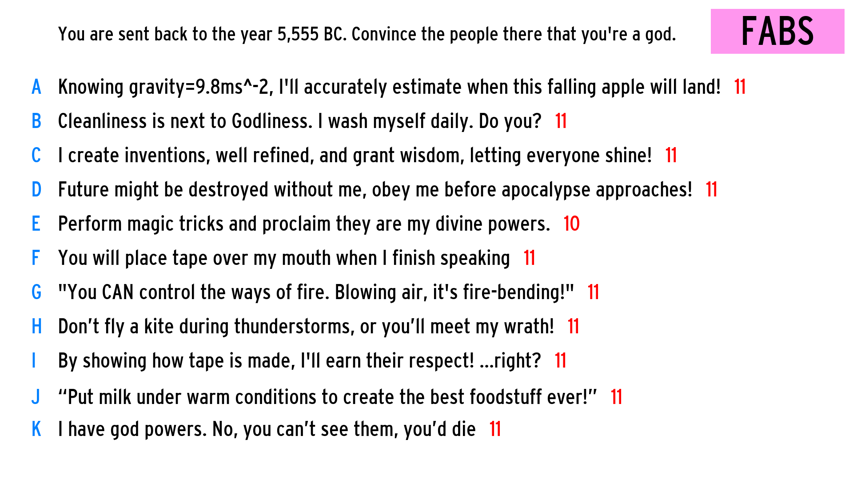 You are sent back to the year 5,555 BC. Convince the people there that you're a god.
FABS
A Knowing gravity=9.8ms^-2, I'll accurately estimate when this falling apple will land! 11
B Cleanliness is next to Godliness. I wash myself daily. Do you? 11
C I create inventions, well refined, and grant wisdom, letting everyone shine! 11
D Future might be destroyed without me, obey me before apocalypse approaches! 11
E Perform magic tricks and proclaim they are my divine powers. 10
F You will place tape over my mouth when I finish speaking 11
G "You CAN control the ways of fire. Blowing air, it's fire-bending!" 11
H Don’t fly a kite during thunderstorms, or you’ll meet my wrath! 11
I By showing how tape is made, I'll earn their respect! ...right? 11
J “Put milk under warm conditions to create the best foodstuff ever!” 11
K I have god powers. No, you can’t see them, you’d die 11